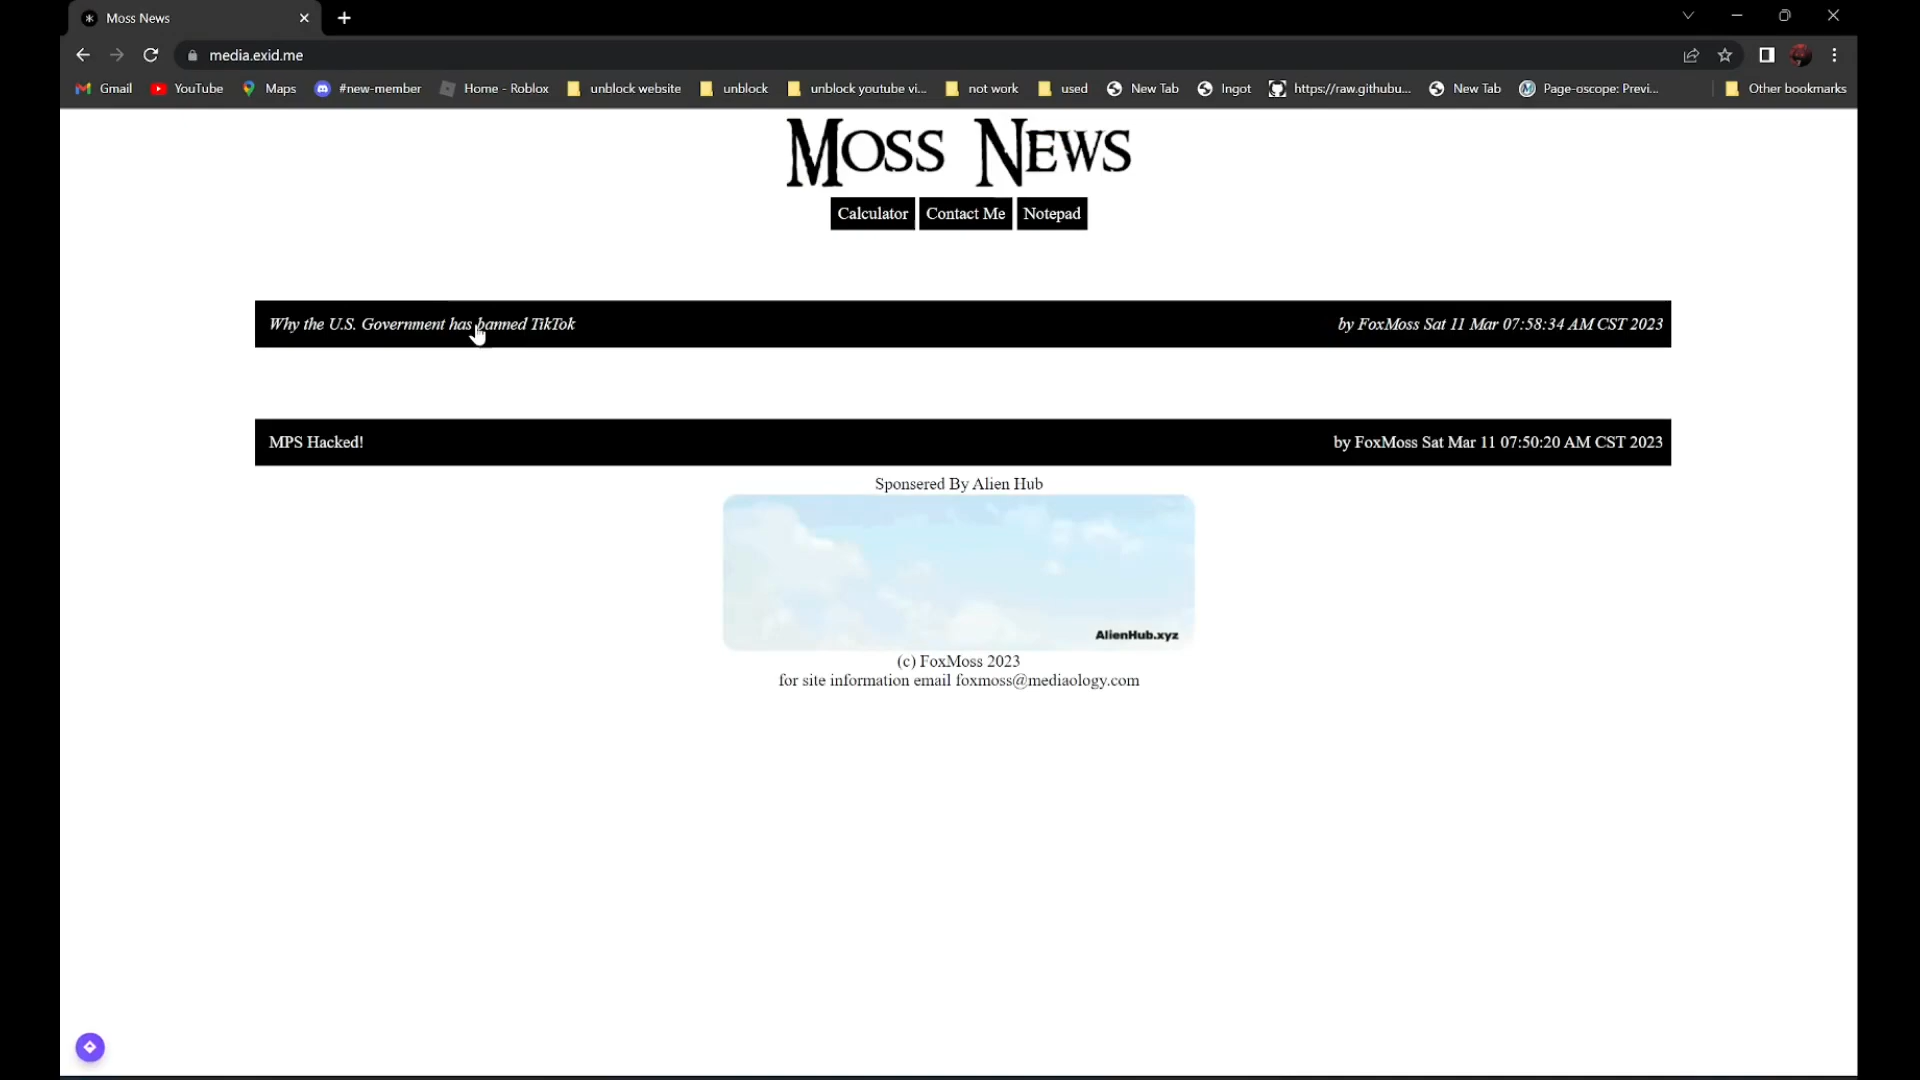 Moss News
media.exid.me
Gmail YouTube Maps #new-member Home - Roblox unblock website unblock unblock youtube vi... not work used New Tab Ingot https://raw.githubu... New Tab Page-oscope: Previ... Other bookmarks
Moss News
Calculator Contact Me Notepad
Why the U.S. Government has banned TikTok by FoxMoss Sat 11 Mar 07:58:34 AM CST 2023
MPS Hacked! by FoxMoss Sat Mar 11 07:50:20 AM CST 2023
Sponsered By Alien Hub
AlienHub.xyz
(c) FoxMoss 2023
for site information email foxmoss@mediaology.com